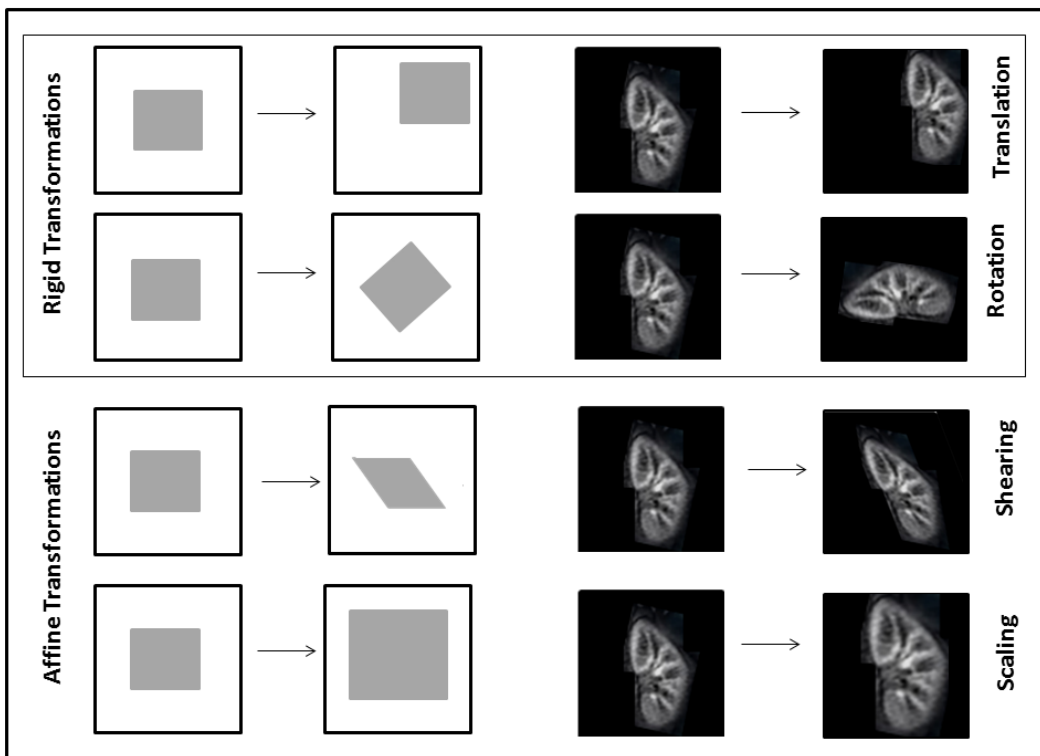 Rigid Transformations
Translation
Rotation
Affine Transformations
Shearing
Scaling